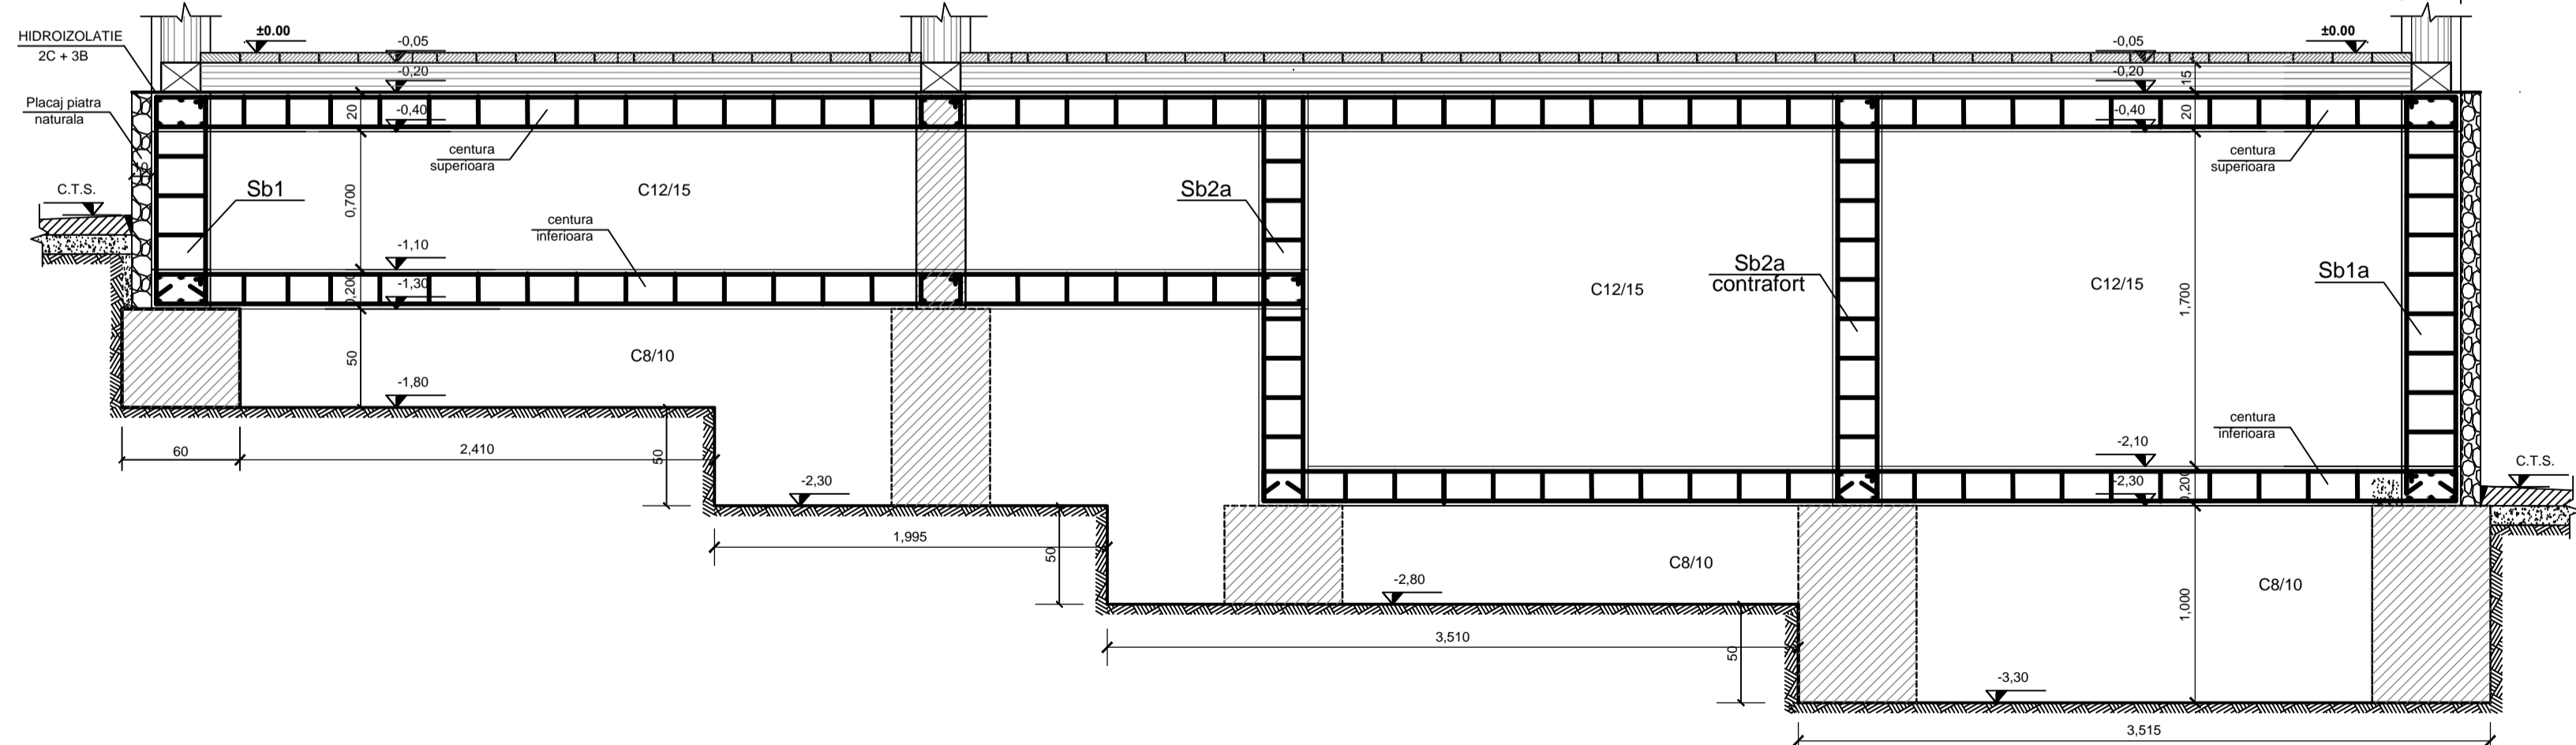 HIDROIZOLATIE
2C + 3B
Placaj piatra
naturala
C.T.S.
10
±0.00
-0,05
-0,20
-0,40
20
centura
superioara
Sb1
C12/15
0,700
centura
inferioara
-1,10
-1,30
0,200
50
C8/10
-1,80
60
2,410
50
-2,30
1,995
50
Sb2a
C12/15
Sb2a
contrafort
C8/10
-2,80
3,510
50
±0.00
-0,05
-0,20
15
-0,40
20
centura
superioara
C12/15
Sb1a
1,700
centura
inferioara
-2,10
-2,30
0,200
C.T.S.
C8/10
1,000
-3,30
3,515